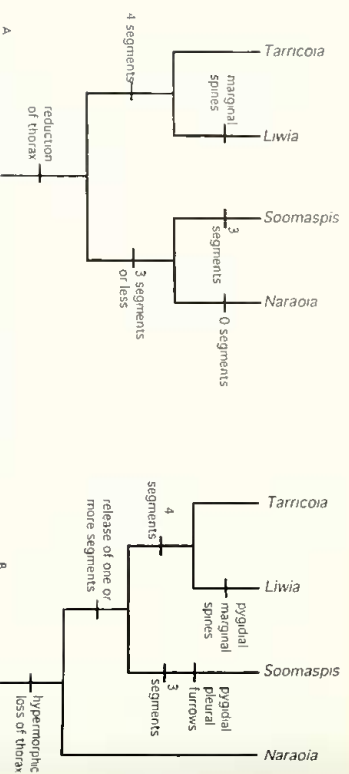 A
Tarricoia
Liwia
Soomaspis
Naraoia
4 segments
marginal
spines
3
segments
0 segments
3 segments
or less
reduction
of thorax
B
Tarricoia
Liwia
Soomaspis
Naraoia
4
segments
pygidial
marginal
spines
pygidial
pleural
furrows
3
segments
release of one or
more segments
hypermorphic
loss of thorax